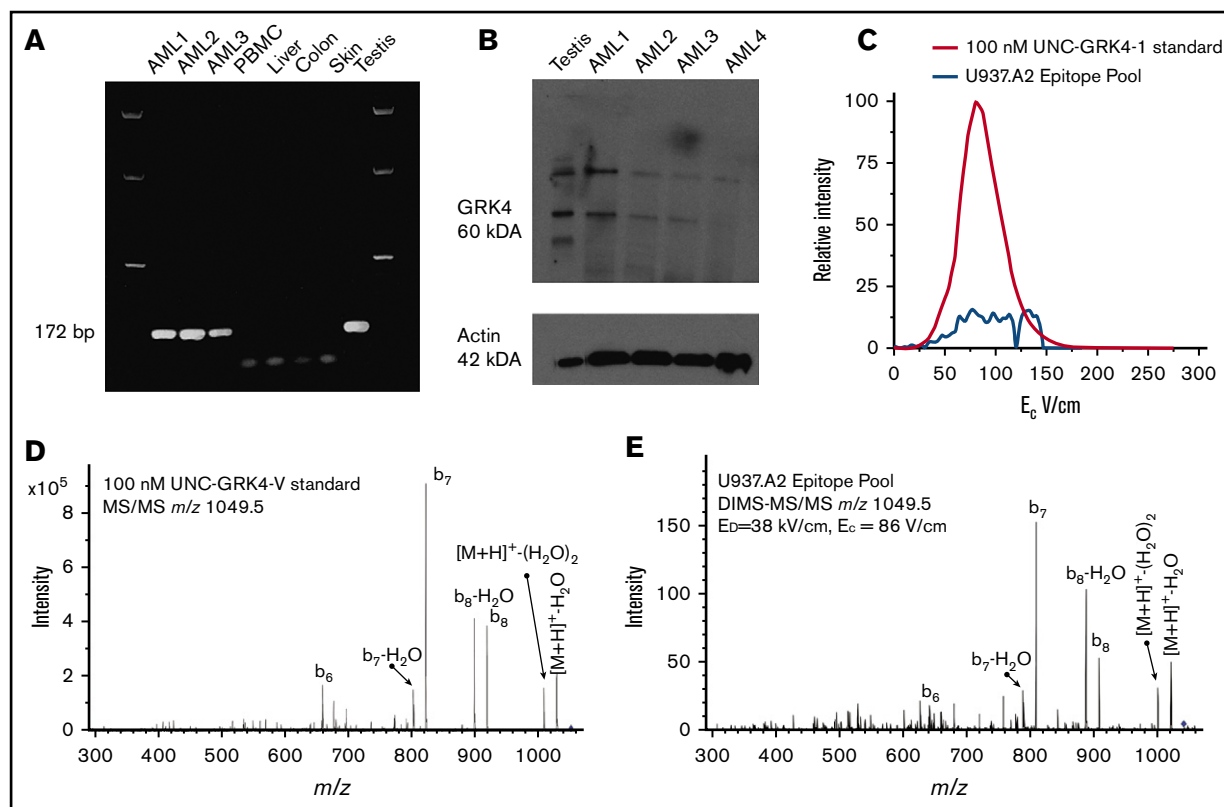 A
AML1 AML2 AML3 PBMC Liver Colon Skin Testis
172 bp
B
Testis AML1 AML2 AML3 AML4
GRK4
60 kDA
Actin
42 kDA
C
100 nM UNC-GRK4-1 standard
U937.A2 Epitope Pool
Relative intensity
100
75
50
25
0
0 50 100 150 200 250 300
E꜀ V/cm
D
x10⁵
100 nM UNC-GRK4-V standard
MS/MS m/z 1049.5
b₇
[M+H]⁺-(H₂O)₂
b₈-H₂O
b₈
[M+H]⁺-H₂O
b₇-H₂O
b₆
Intensity
8
6
4
2
0
300 400 500 600 700 800 900 1000
m/z
E
U937.A2 Epitope Pool
DIMS-MS/MS m/z 1049.5
ED=38 kV/cm, Ec = 86 V/cm
b₇
b₈-H₂O
[M+H]⁺-(H₂O)₂
[M+H]⁺-H₂O
b₈
b₇-H₂O
b₆
Intensity
150
100
50
0
300 400 500 600 700 800 900 1000
m/z